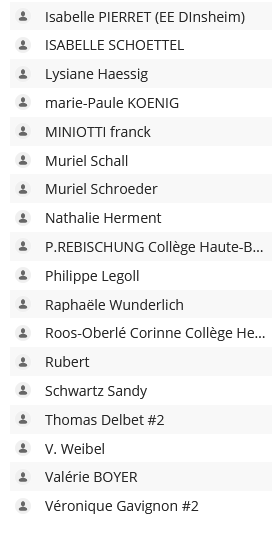 Isabelle PIERRET (EE DInsheim)
ISABELLE SCHOETTEL
Lysiane Haessig
marie-Paule KOENIG
MINIOTTI franck
Muriel Schall
Muriel Schroeder
Nathalie Herment
P.REBISCHUNG Collège Haute-B...
Philippe Legoll
Raphaële Wunderlich
Roos-Oberlé Corinne Collège He...
Rubert
Schwartz Sandy
Thomas Delbet #2
V. Weibel
Valérie BOYER
Véronique Gavignon #2